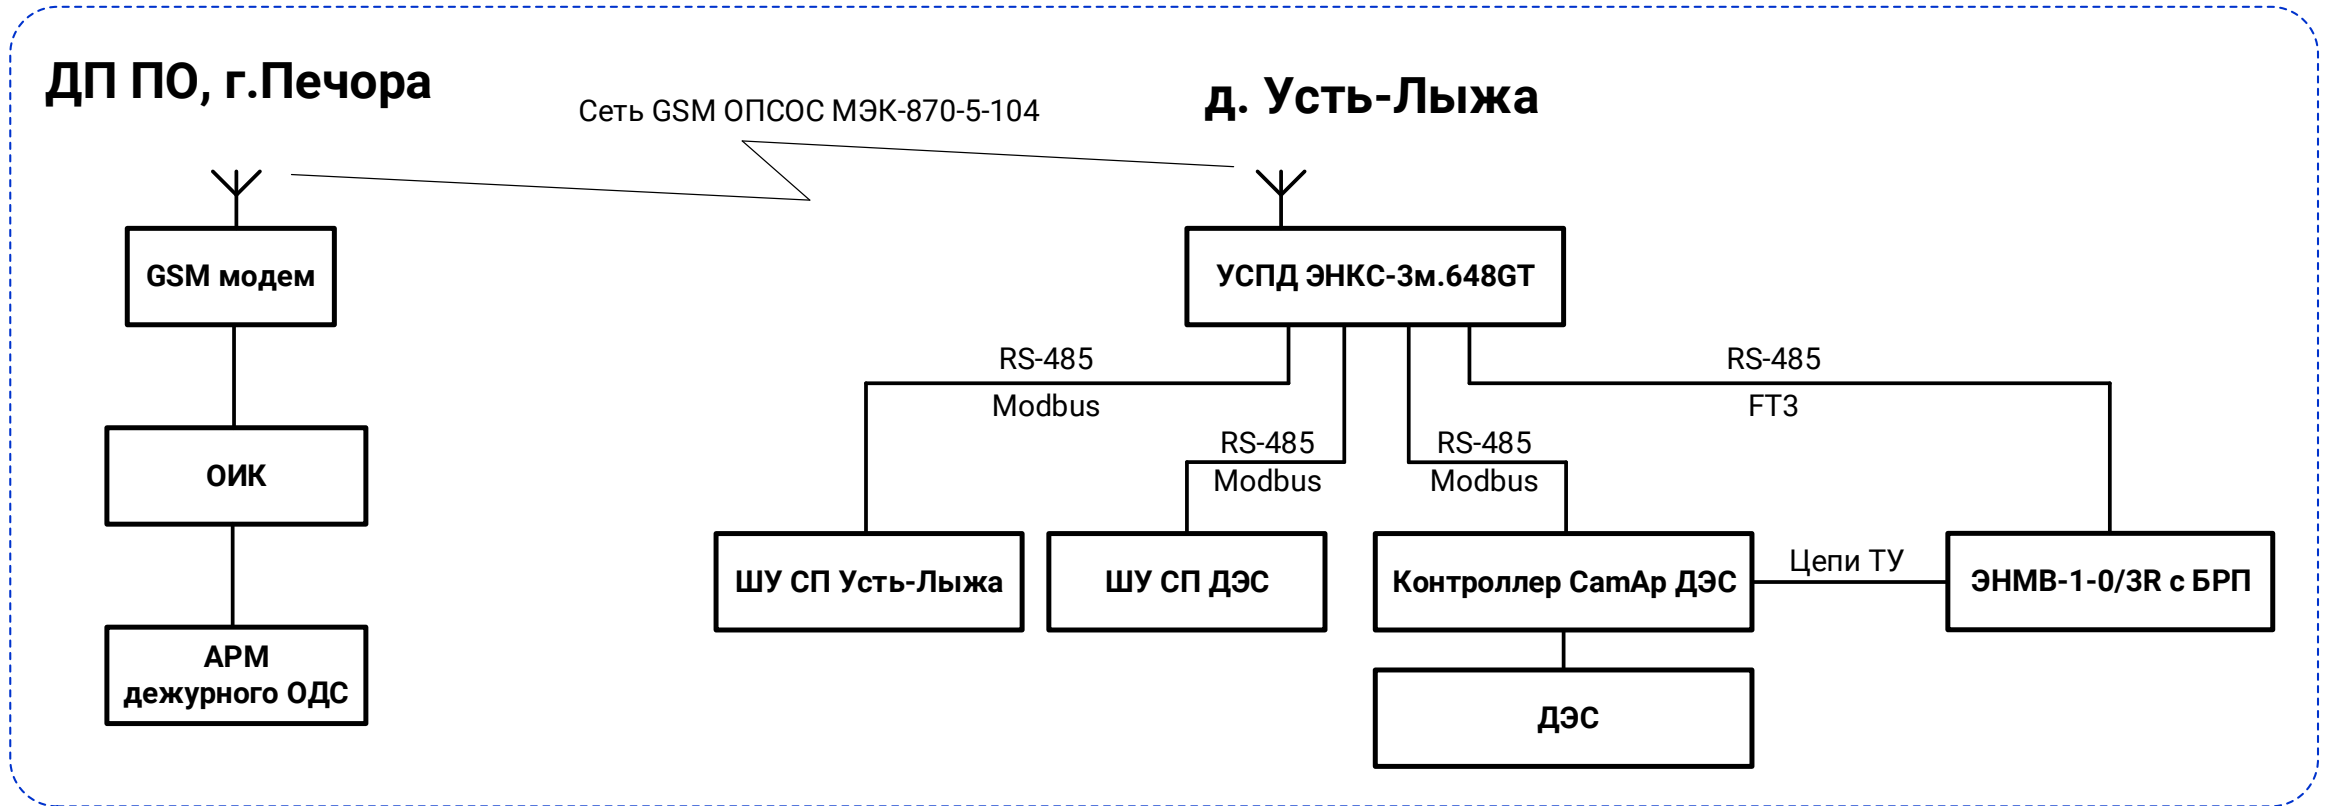 ДП ПО, г.Печора
Сеть GSM ОПСОС МЭК-870-5-104
д. Усть-Лыжа
GSM модем
УСПД ЭНКС-3м.648GT
RS-485
Modbus
RS-485
FT3
RS-485
Modbus
RS-485
Modbus
ОИК
ШУ СП Усть-Лыжа
ШУ СП ДЭС
Контроллер CamAp ДЭС
Цепи ТУ
ЭНМВ-1-0/3R с БРП
АРМ
дежурного ОДС
ДЭС